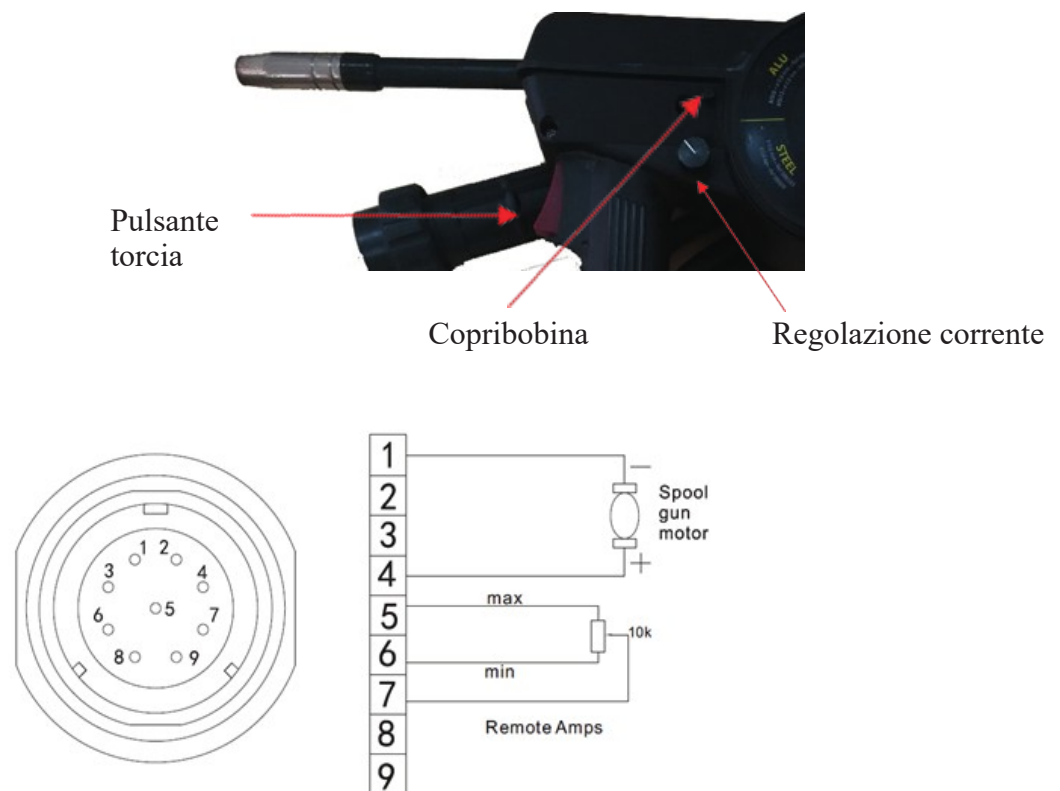 ALU
STEEL
Pulsante
torcia
Copribobina
Regolazione corrente
1 2
3 4
5
6 7
8 9
1
2
3
4
5
6
7
8
9
Spool
gun
motor
max
10k
min
Remote Amps